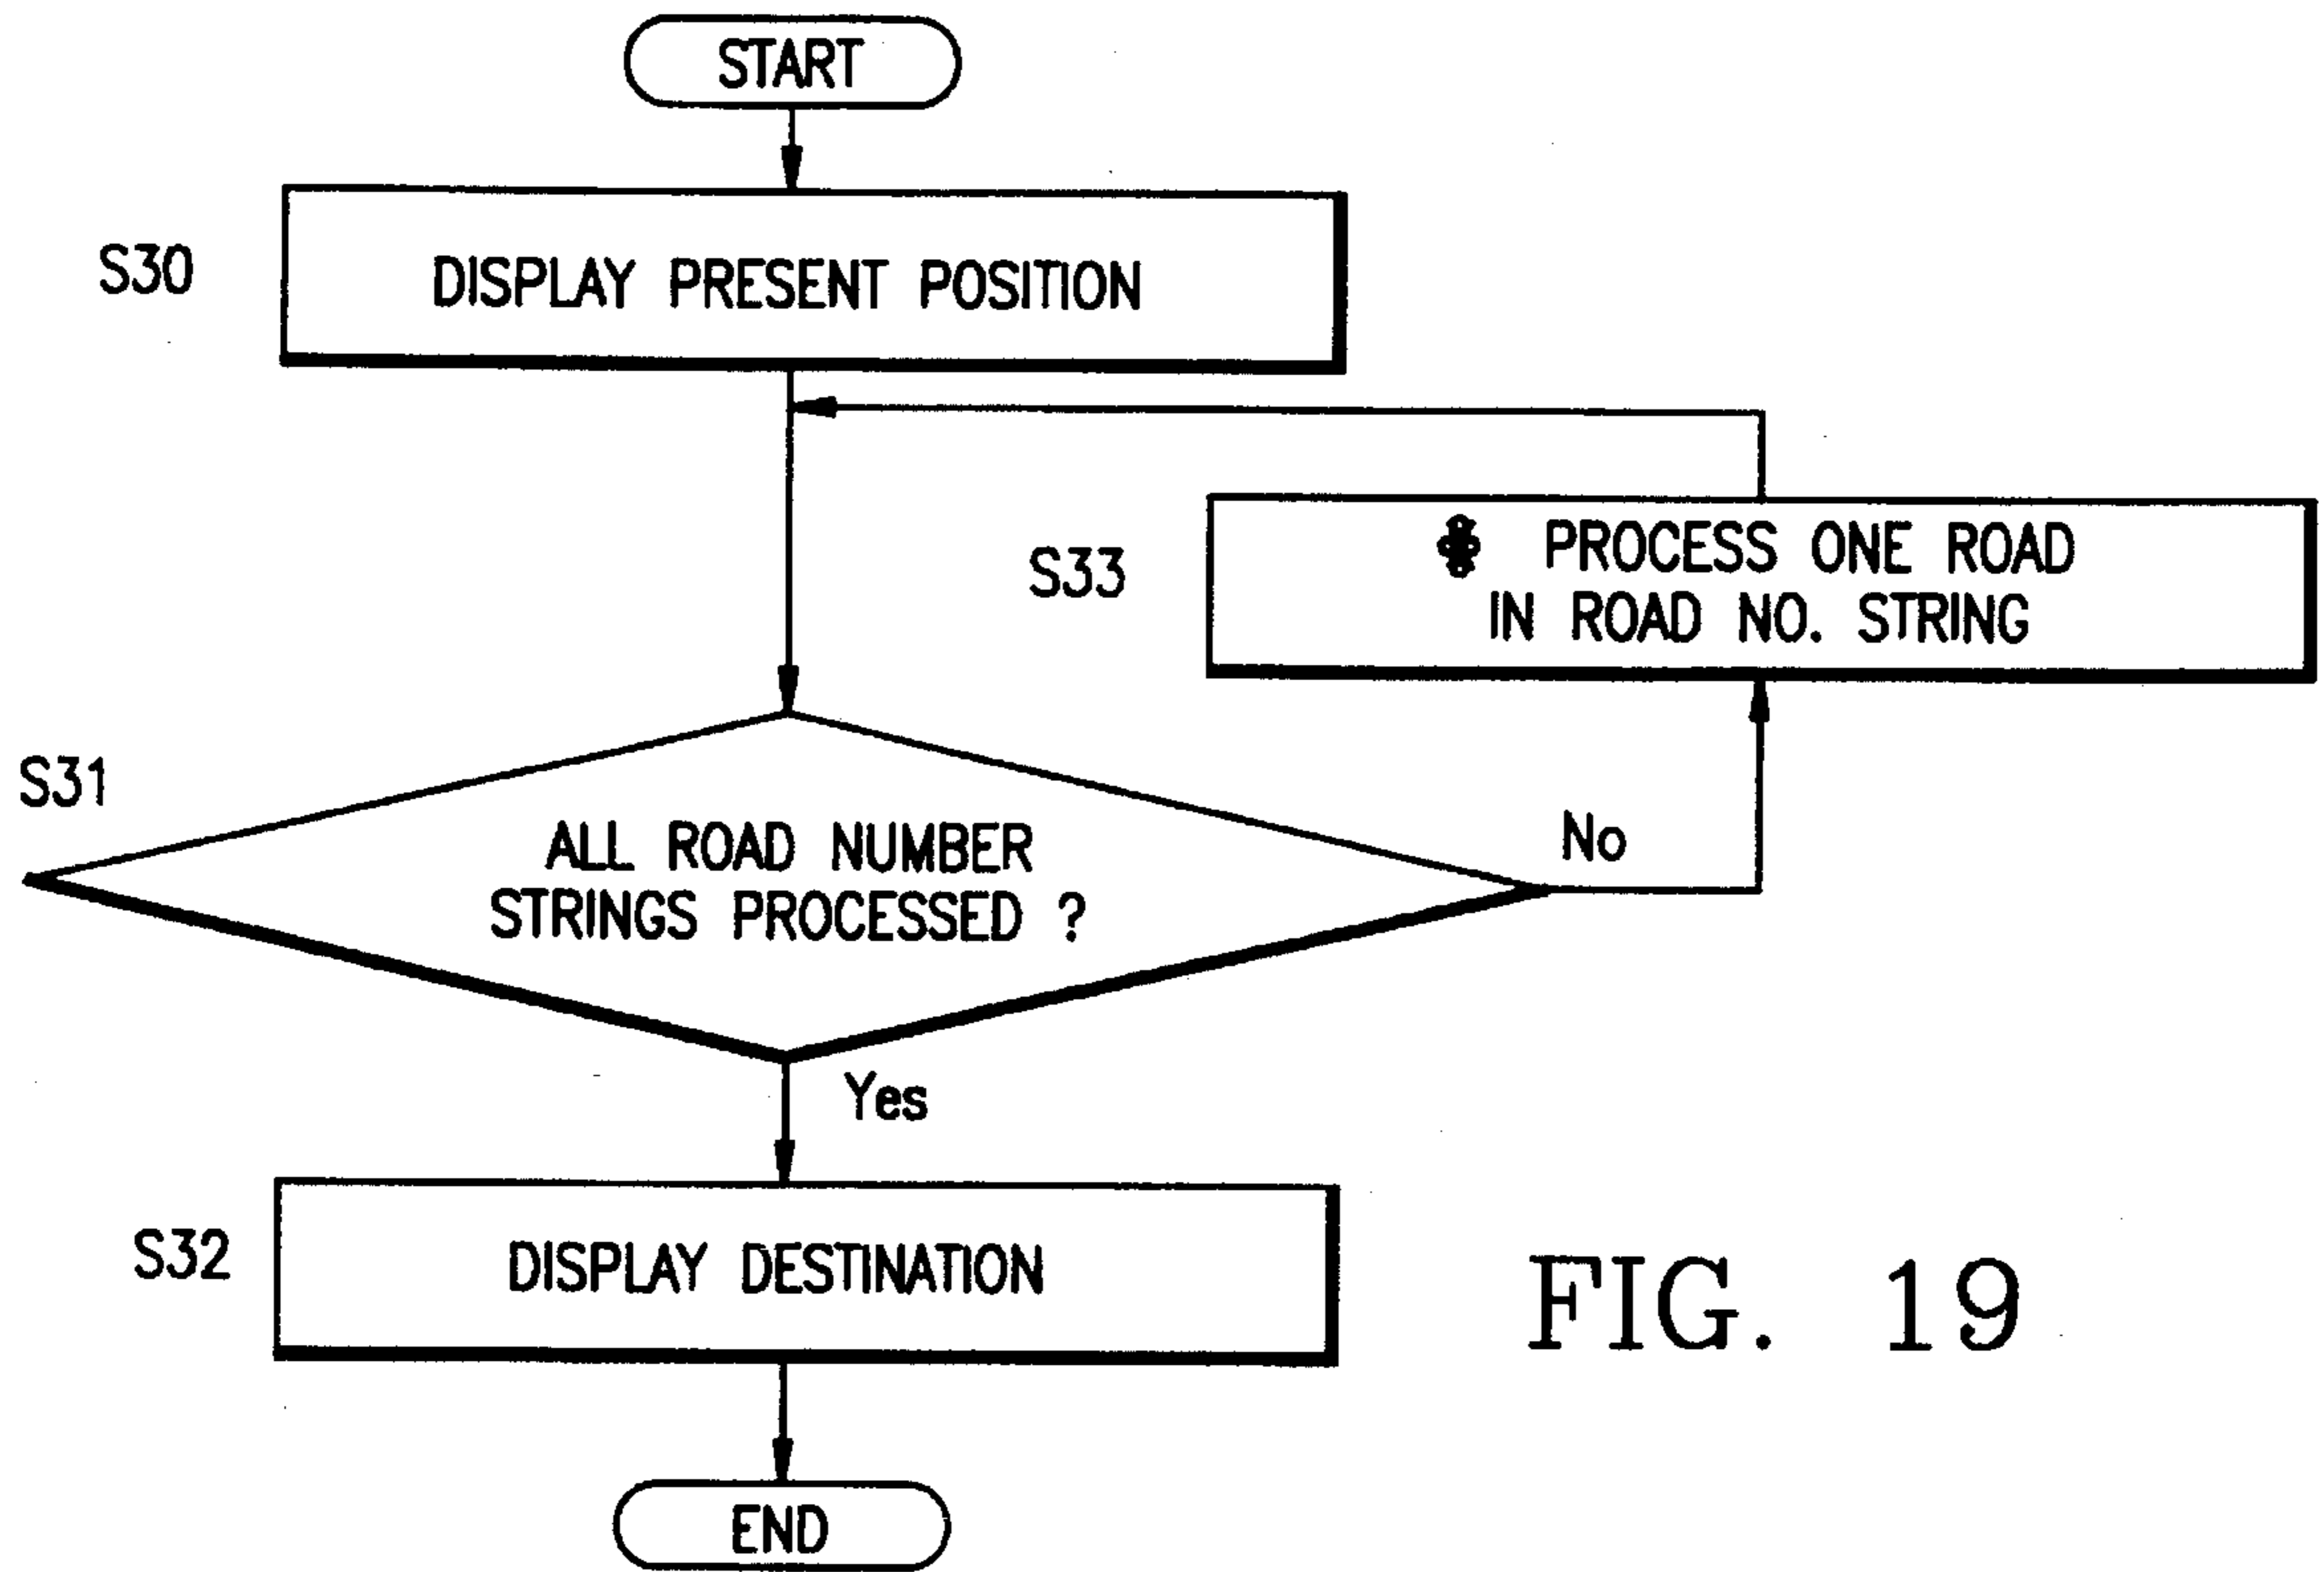 START
S30
DISPLAY PRESENT POSITION
S33
* PROCESS ONE ROAD
IN ROAD NO. STRING
S31
ALL ROAD NUMBER
STRINGS PROCESSED ?
No
Yes
S32
DISPLAY DESTINATION
FIG. 19
END